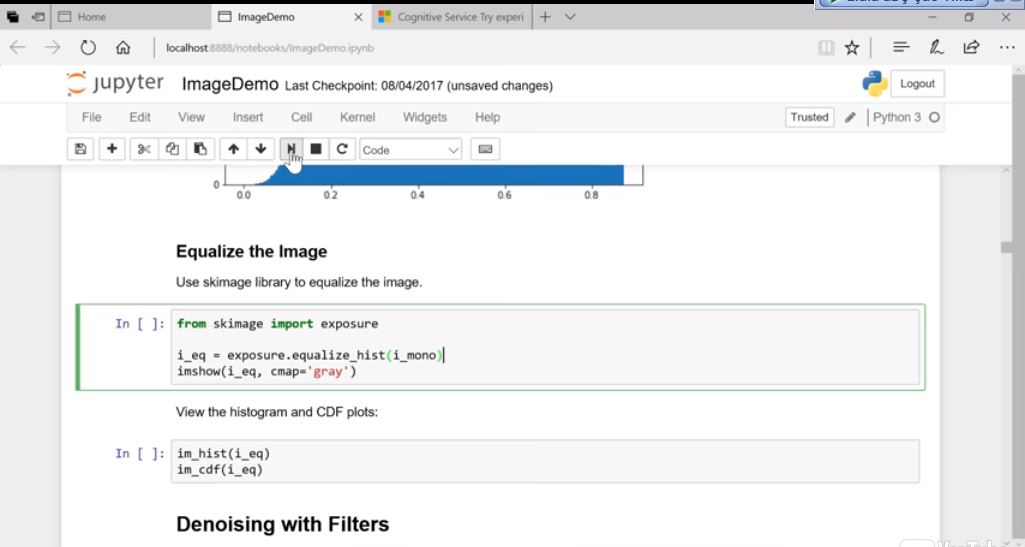 Home
ImageDemo
Cognitive Service Try experi
localhost:8888/notebooks/ImageDemo.ipynb
jupyter ImageDemo Last Checkpoint: 08/04/2017 (unsaved changes)
Logout
File Edit View Insert Cell Kernel Widgets Help
Trusted
Python 3
Code
0
0.0 0.2 0.4 0.6 0.8
Equalize the Image
Use skimage library to equalize the image.
In [ ]: from skimage import exposure
i_eq = exposure.equalize_hist(i_mono)
imshow(i_eq, cmap='gray')
View the histogram and CDF plots:
In [ ]: im_hist(i_eq)
im_cdf(i_eq)
Denoising with Filters